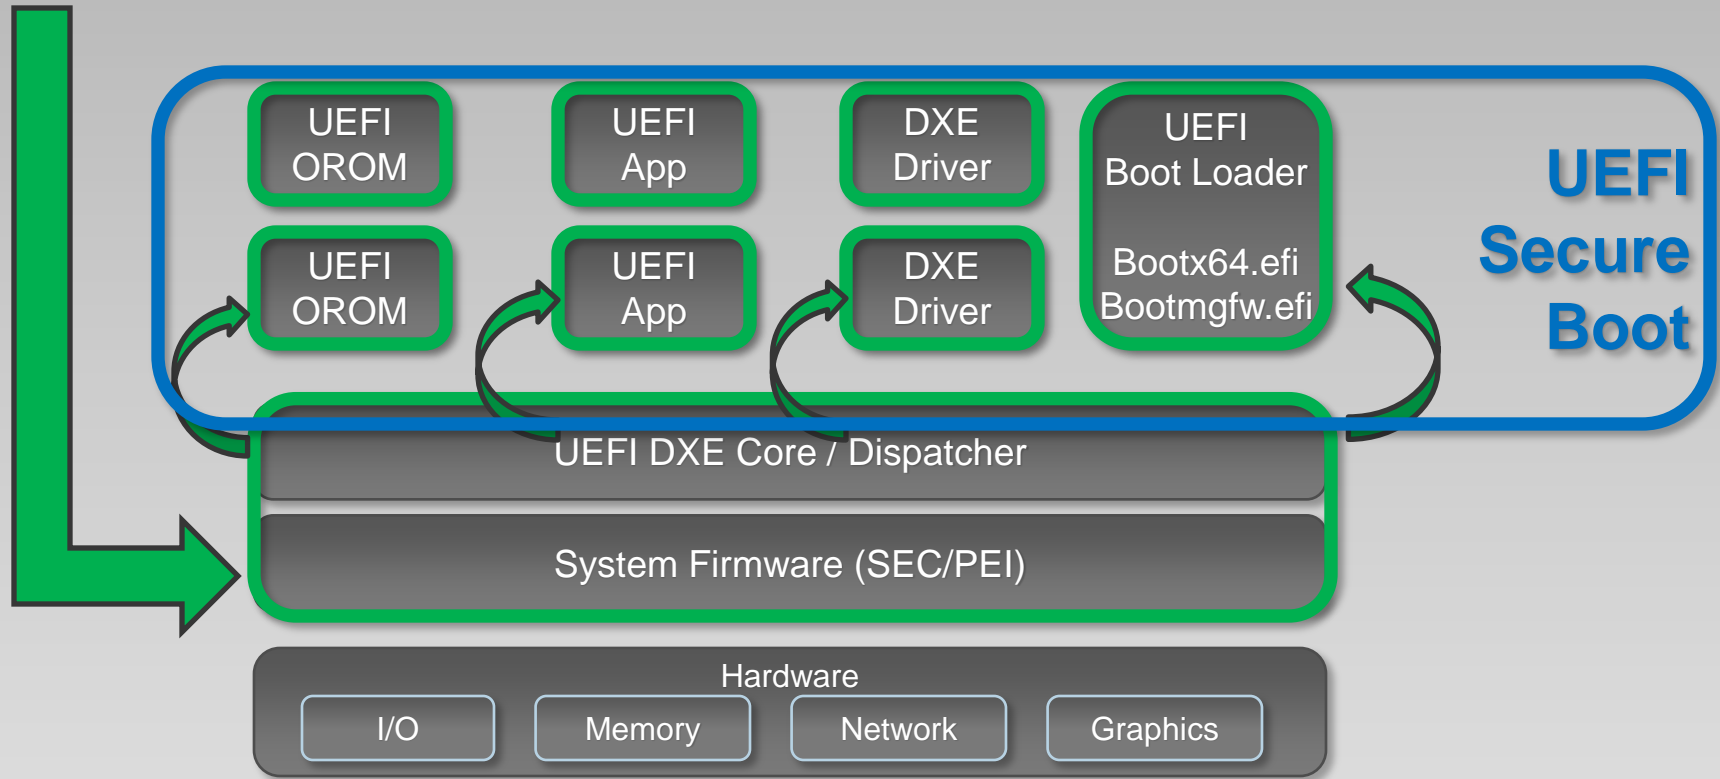 UEFI
OROM
UEFI
App
DXE
Driver
UEFI
Boot Loader
Bootx64.efi
Bootmgfw.efi
UEFI
OROM
UEFI
App
DXE
Driver
UEFI
Secure
Boot
UEFI DXE Core / Dispatcher
System Firmware (SEC/PEI)
Hardware
I/O
Memory
Network
Graphics